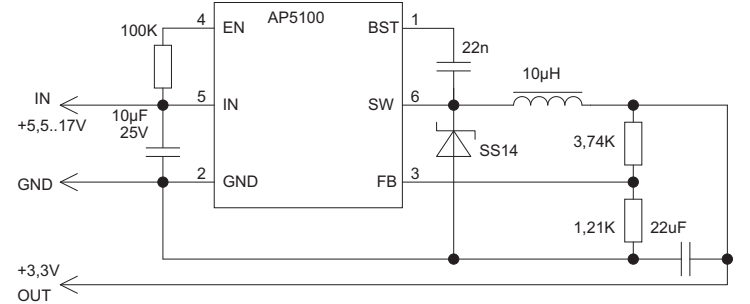 AP5100
4
EN
BST
1
100K
22n
10µH
IN
+5,5..17V
10µF
25V
5
IN
SW
6
3,74K
SS14
GND
2
GND
FB
3
1,21K
22uF
+3,3V
OUT